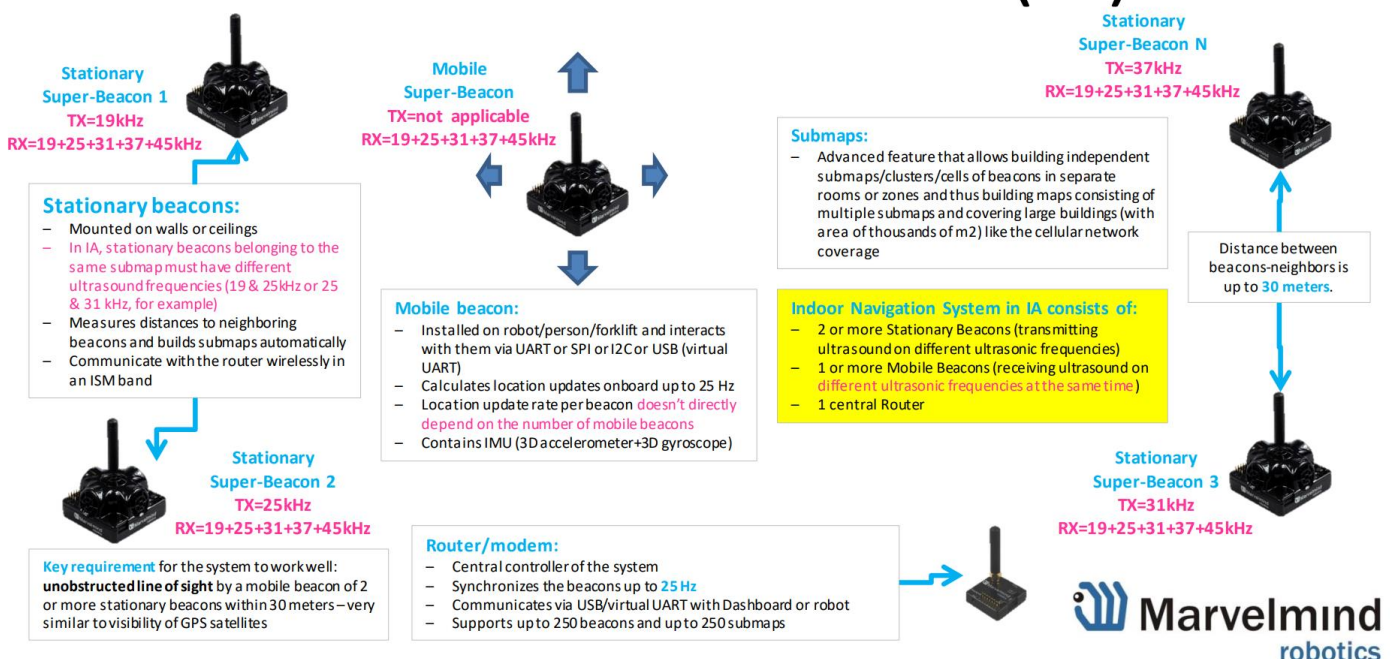 Stationary
Super-Beacon 1
TX=19kHz
RX=19+25+31+37+45kHz
Mobile
Super-Beacon
TX=not applicable
RX=19+25+31+37+45kHz
Stationary
Super-Beacon N
TX=37kHz
RX=19+25+31+37+45kHz
Stationary beacons:
– Mounted on walls or ceilings
– In IA, stationary beacons belonging to the
same submap must have different
ultrasound frequencies (19 & 25kHz or 25
& 31 kHz, for example)
– Measures distances to neighboring
beacons and builds submaps automatically
– Communicate with the router wirelessly in
an ISM band
Submaps:
– Advanced feature that allows building independent
submaps/clusters/cells of beacons in separate
rooms or zones and thus building maps consisting of
multiple submaps and covering large buildings (with
area of thousands of m2) like the cellular network
coverage
Distance between
beacons-neighbors is
up to 30 meters.
Mobile beacon:
– Installed on robot/person/forklift and interacts
with them via UART or SPI or I2C or USB (virtual
UART)
– Calculates location updates onboard up to 25 Hz
– Location update rate per beacon doesn't directly
depend on the number of mobile beacons
– Contains IMU (3D accelerometer+3D gyroscope)
Indoor Navigation System in IA consists of:
– 2 or more Stationary Beacons (transmitting
ultrasound on different ultrasonic frequencies)
– 1 or more Mobile Beacons (receiving ultrasound on
different ultrasonic frequencies at the same time)
– 1 central Router
Stationary
Super-Beacon 2
TX=25kHz
RX=19+25+31+37+45kHz
Stationary
Super-Beacon 3
TX=31kHz
RX=19+25+31+37+45kHz
Key requirement for the system to work well:
unobstructed line of sight by a mobile beacon of 2
or more stationary beacons within 30 meters – very
similar to visibility of GPS satellites
Router/modem:
– Central controller of the system
– Synchronizes the beacons up to 25 Hz
– Communicates via USB/virtual UART with Dashboard or robot
– Supports up to 250 beacons and up to 250 submaps
Marvelmind
robotics